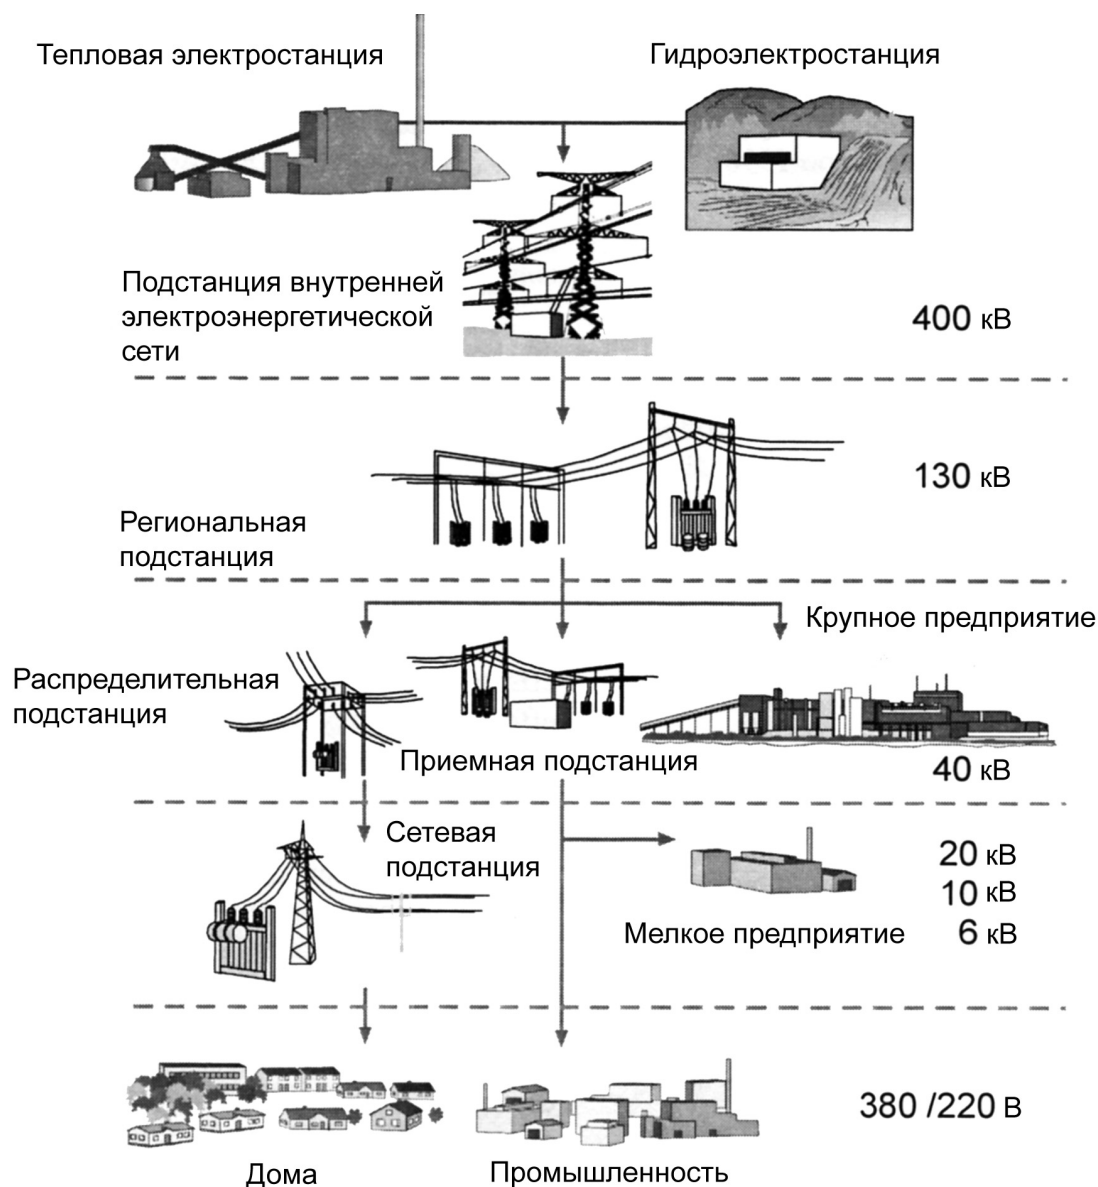 Тепловая электростанция
Гидроэлектростанция
Подстанция внутренней
электроэнергетической
сети
400 кВ
130 кВ
Региональная
подстанция
Крупное предприятие
Распределительная
подстанция
Приемная подстанция
40 кВ
Сетевая
подстанция
20 кВ
10 кВ
Мелкое предприятие
6 кВ
380 /220 В
Дома
Промышленность